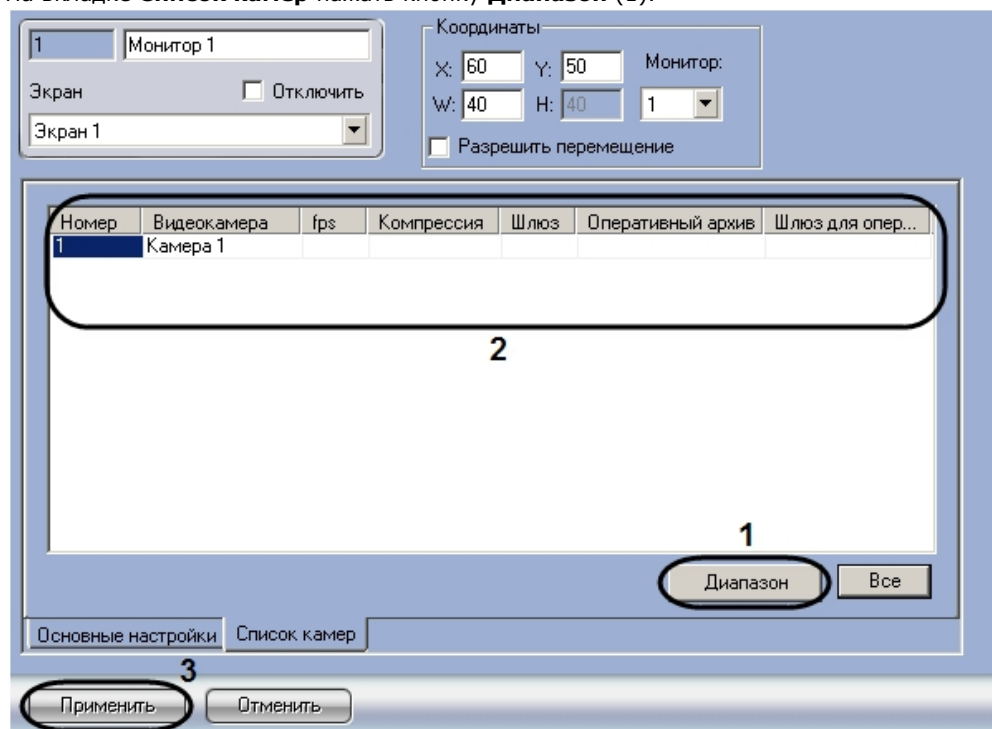 На вкладке Список камер нажать кнопку Диапазон (1).
1 Монитор 1
Экран Отключить
Экран 1
Координаты
X: 60 Y: 50 Монитор:
W: 40 H: 40 1
Разрешить перемещение
Номер Видеокамера fps Компрессия Шлюз Оперативный архив Шлюз для опер...
1 Камера 1
2
1
Диапазон Все
Основные настройки Список камер
3
Применить Отменить